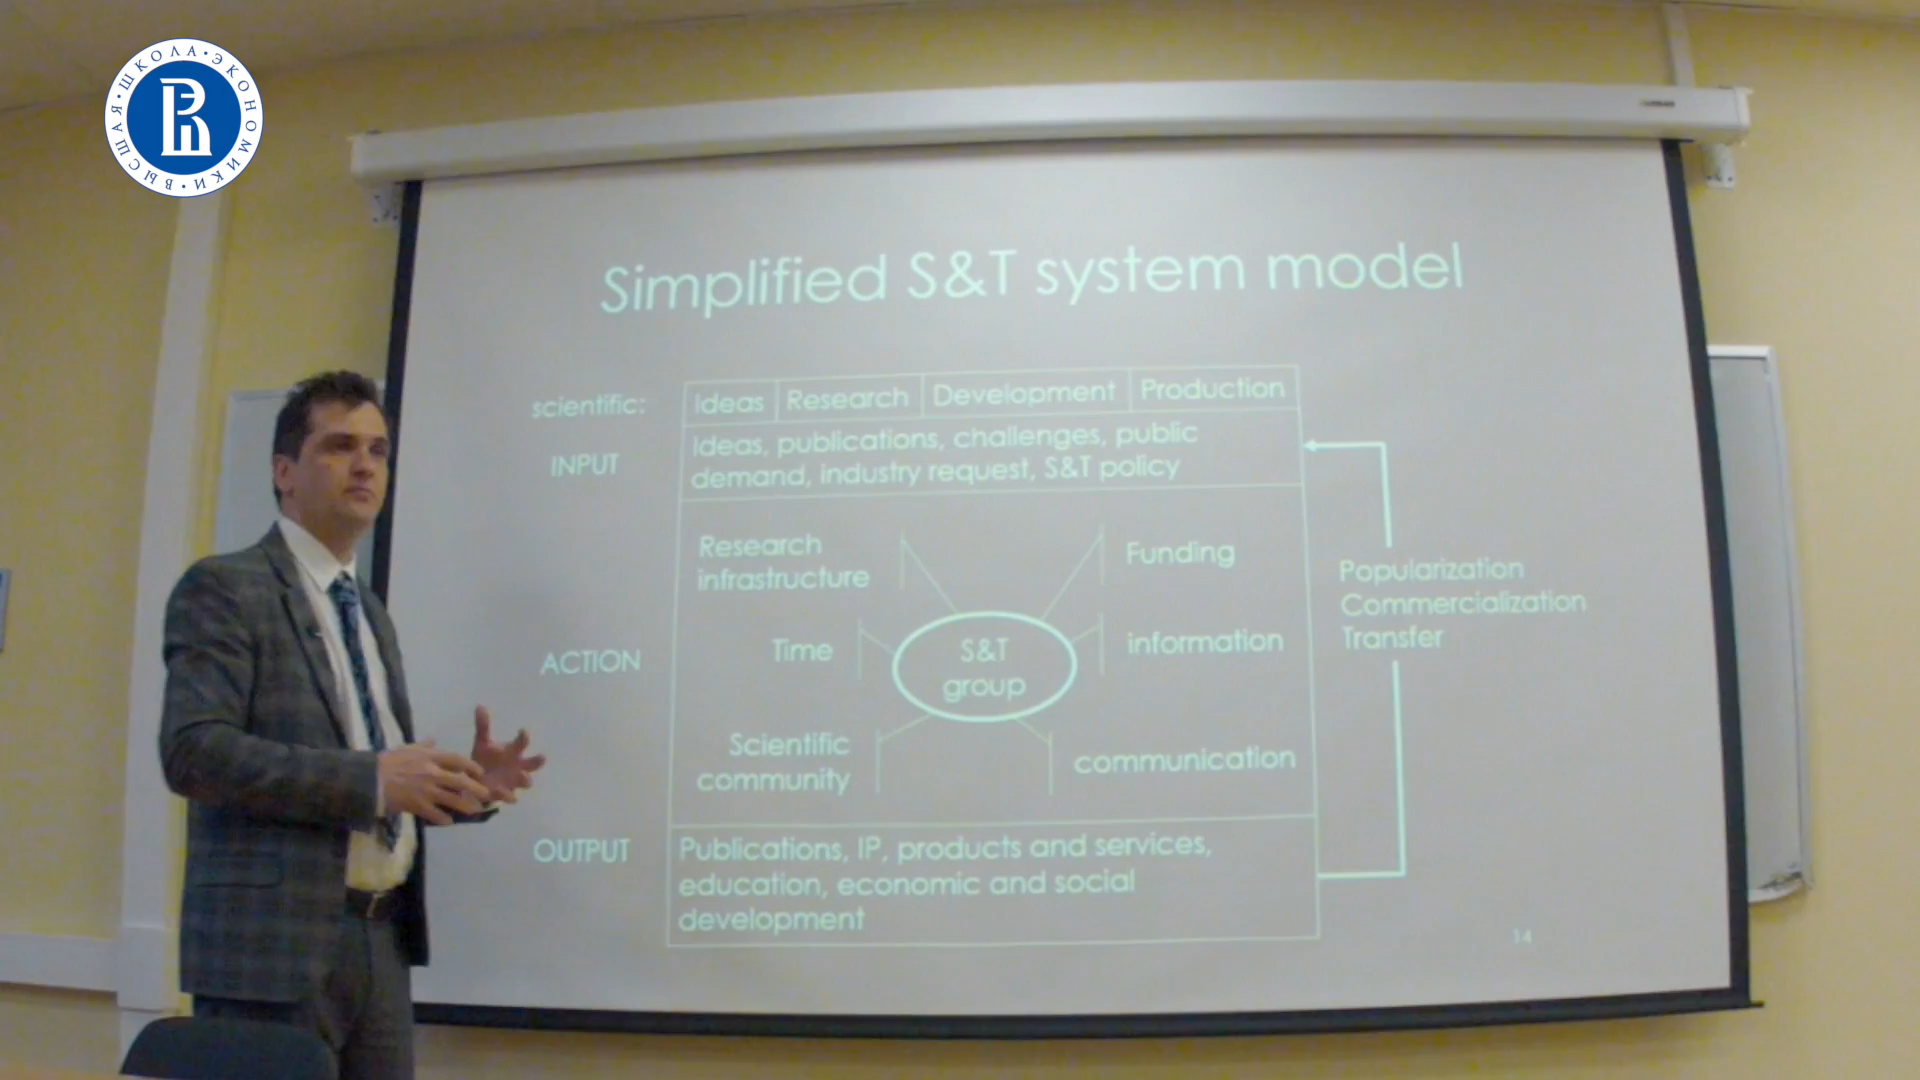 ВЫСШАЯ · ШКОЛА · ЭКОНОМИКИ ·
Simplified S&T system model
scientific: Ideas Research Development Production
INPUT
Ideas, publications, challenges, public
demand, industry request, S&T policy
Research
infrastructure
Funding
Popularization
Commercialization
Transfer
ACTION
Time
S&T
group
information
Scientific
community
communication
OUTPUT
Publications, IP, products and services,
education, economic and social
development
14